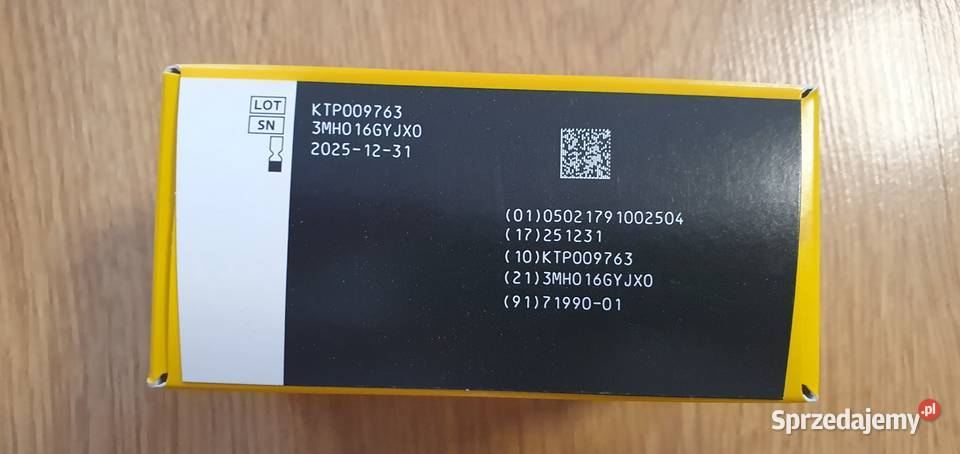 LOT KTP009763
SN 3MH016GYJX0
2025-12-31
(01)05021791002504
(17)251231
(10)KTP009763
(21)3MH016GYJX0
(91)71990-01
Sprzedajemy.pl